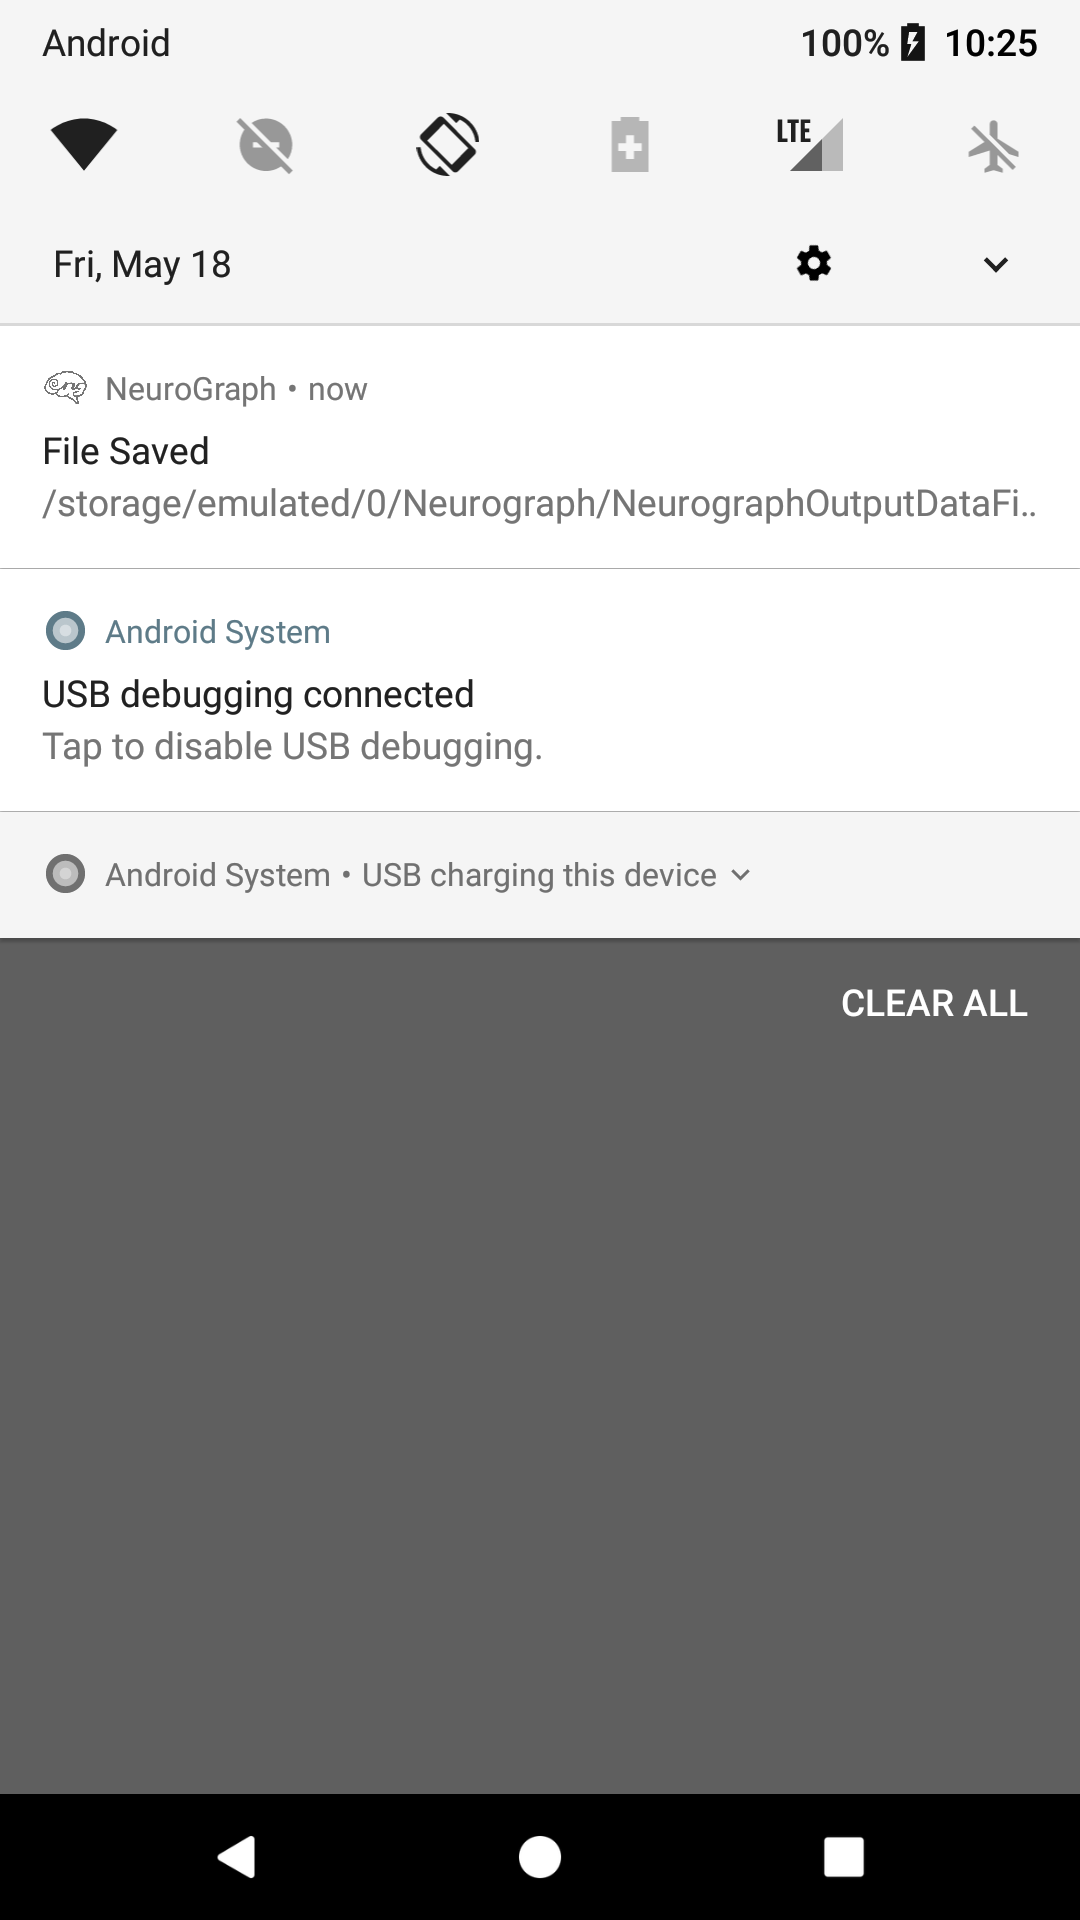 Android 100% 10:25
LTE
Fri, May 18
NeuroGraph • now
File Saved
/storage/emulated/0/Neurograph/NeurographOutputDataFi..
Android System
USB debugging connected
Tap to disable USB debugging.
Android System • USB charging this device
CLEAR ALL